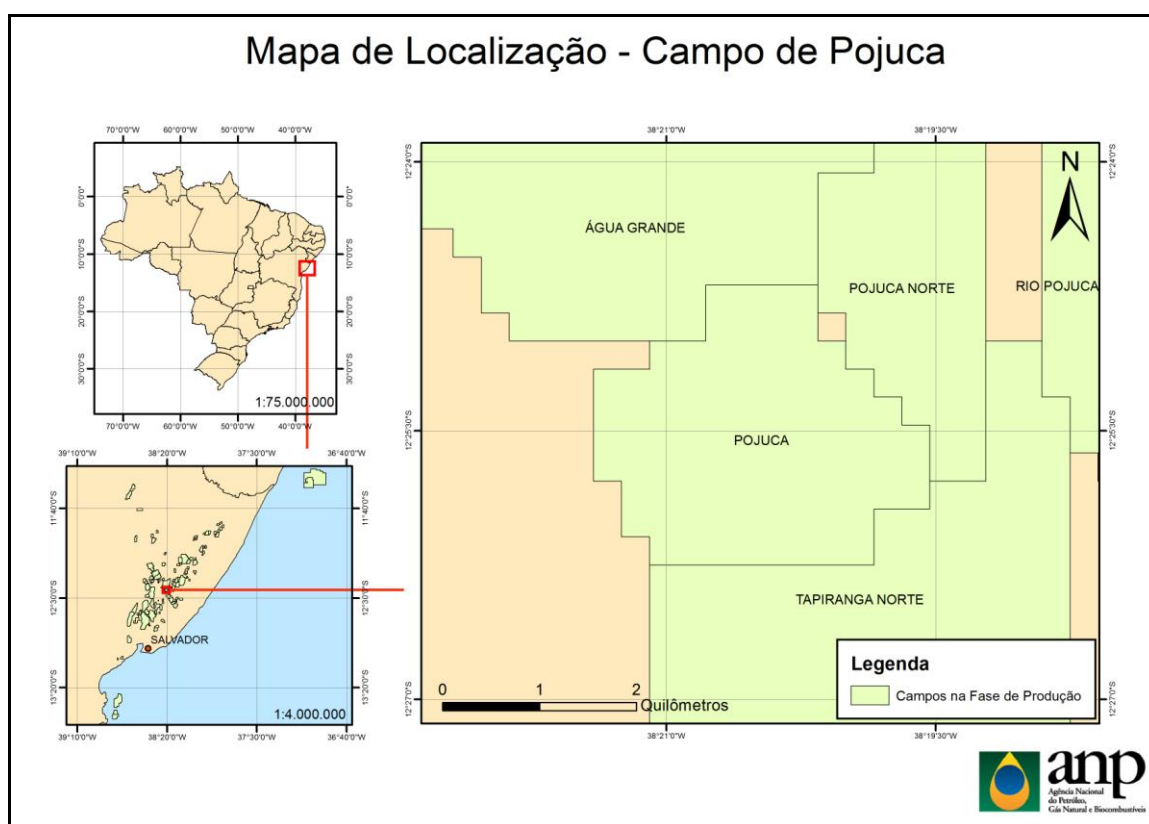 Mapa de Localização - Campo de Pojuca
70°0'0"W 60°0'0"W 50°0'0"W 40°0'0"W
0°0'0" 0°0'0"
10°0'0"S 10°0'0"S
20°0'0"S 20°0'0"S
30°0'0"S 30°0'0"S
1:75.000.000
70°0'0"W 60°0'0"W 50°0'0"W 40°0'0"W
39°10'0"W 38°20'0"W 37°30'0"W 36°40'0"W
11°40'0"S 11°40'0"S
12°30'0"S 12°30'0"S
SALVADOR
13°20'0"S 13°20'0"S
1:4.000.000
39°10'0"W 38°20'0"W 37°30'0"W 36°40'0"W
38°21'0"W 38°19'30"W
12°24'0"S 12°24'0"S
N
ÁGUA GRANDE
POJUCA NORTE
RIO POJUCA
12°25'30"S 12°25'30"S
POJUCA
TAPIRANGA NORTE
Legenda
Campos na Fase de Produção
0 1 2
Quilômetros
12°27'0"S 12°27'0"S
38°21'0"W 38°19'30"W
anp
Agência Nacional
do Petróleo,
Gás Natural e Biocombustíveis